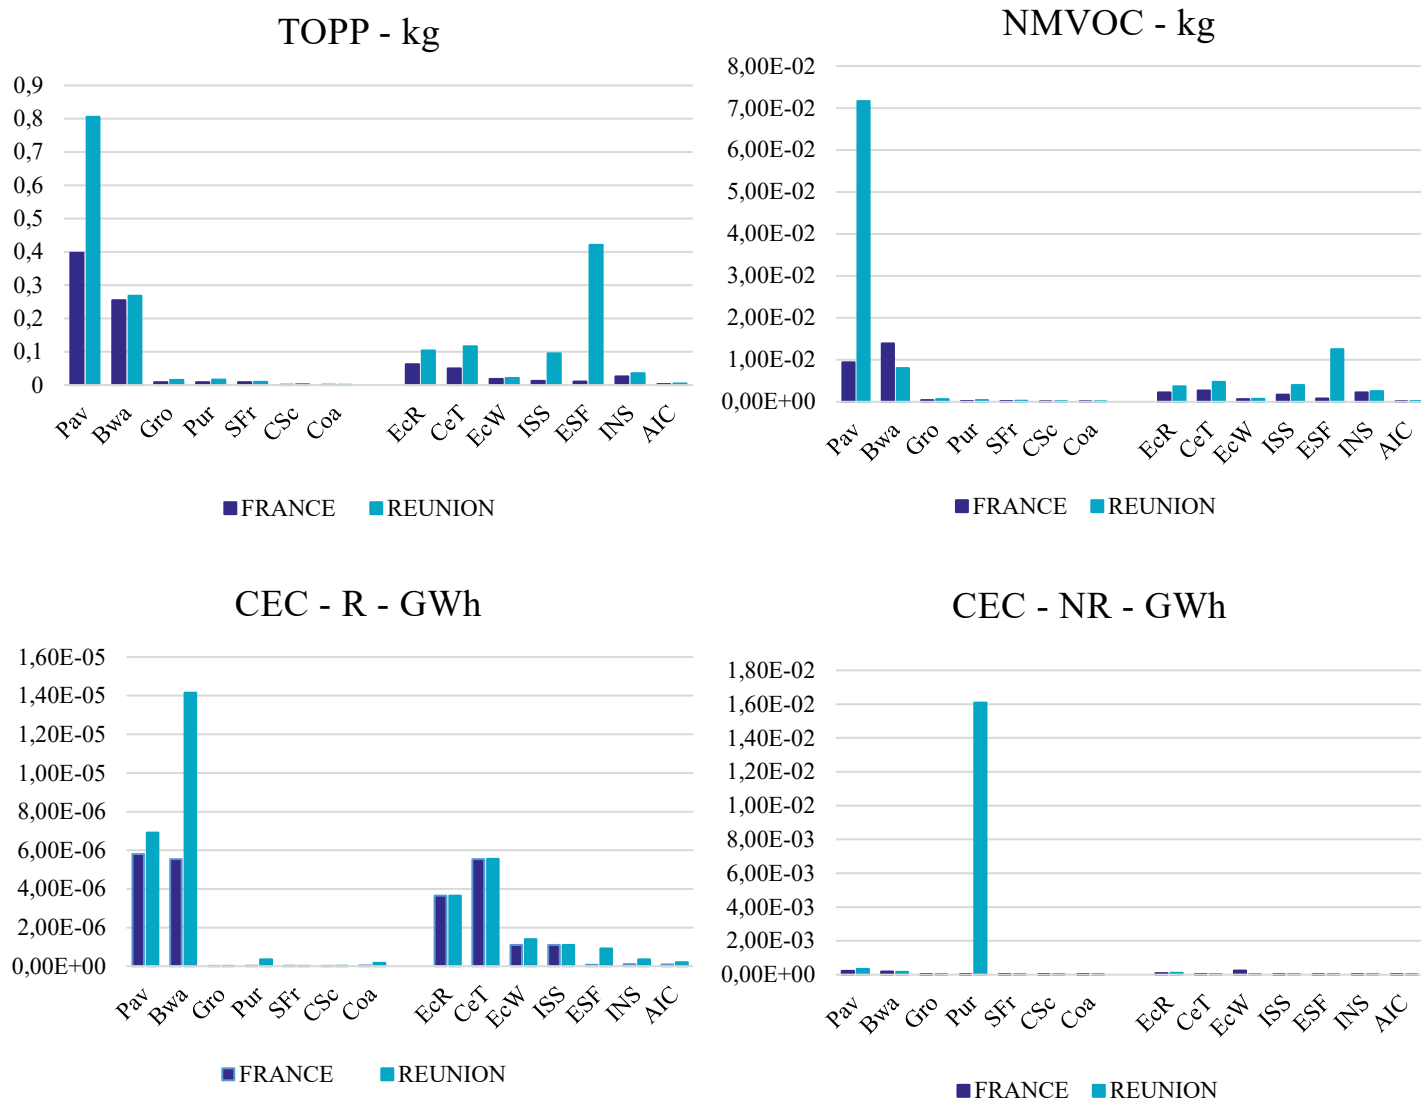 TOPP - kg
0,9
0,8
0,7
0,6
0,5
0,4
0,3
0,2
0,1
0
Pav Bwa Gro Pur SFr CSc Coa EcR CeT EcW ISS ESF INS AIC
FRANCE REUNION
NMVOC - kg
8,00E-02
7,00E-02
6,00E-02
5,00E-02
4,00E-02
3,00E-02
2,00E-02
1,00E-02
0,00E+00
Pav Bwa Gro Pur SFr CSc Coa EcR CeT EcW ISS ESF INS AIC
FRANCE REUNION
CEC - R - GWh
1,60E-05
1,40E-05
1,20E-05
1,00E-05
8,00E-06
6,00E-06
4,00E-06
2,00E-06
0,00E+00
Pav Bwa Gro Pur SFr CSc Coa EcR CeT EcW ISS ESF INS AIC
FRANCE REUNION
CEC - NR - GWh
1,80E-02
1,60E-02
1,40E-02
1,20E-02
1,00E-02
8,00E-03
6,00E-03
4,00E-03
2,00E-03
0,00E+00
Pav Bwa Gro Pur SFr CSc Coa EcR CeT EcW ISS ESF INS AIC
FRANCE REUNION